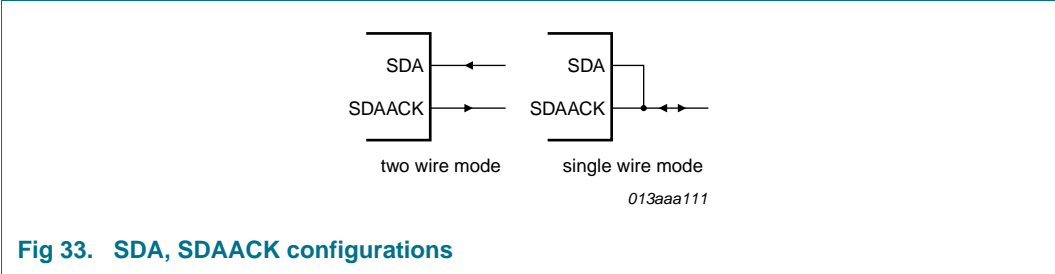 SDA
SDAACK
two wire mode
SDA
SDAACK
single wire mode
013aaa111
Fig 33. SDA, SDAACK configurations